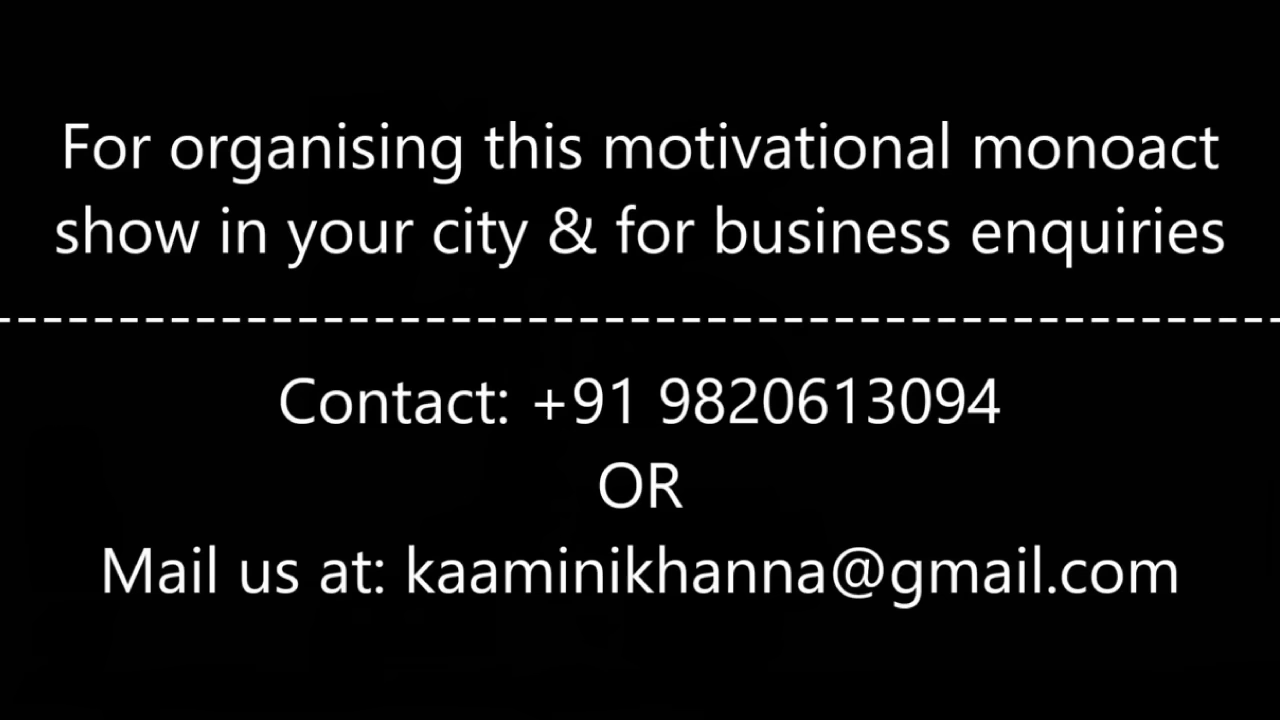 For organising this motivational monoact
show in your city & for business enquiries
--------------------------------------------------
Contact: +91 9820613094
OR
Mail us at: kaaminikhanna@gmail.com